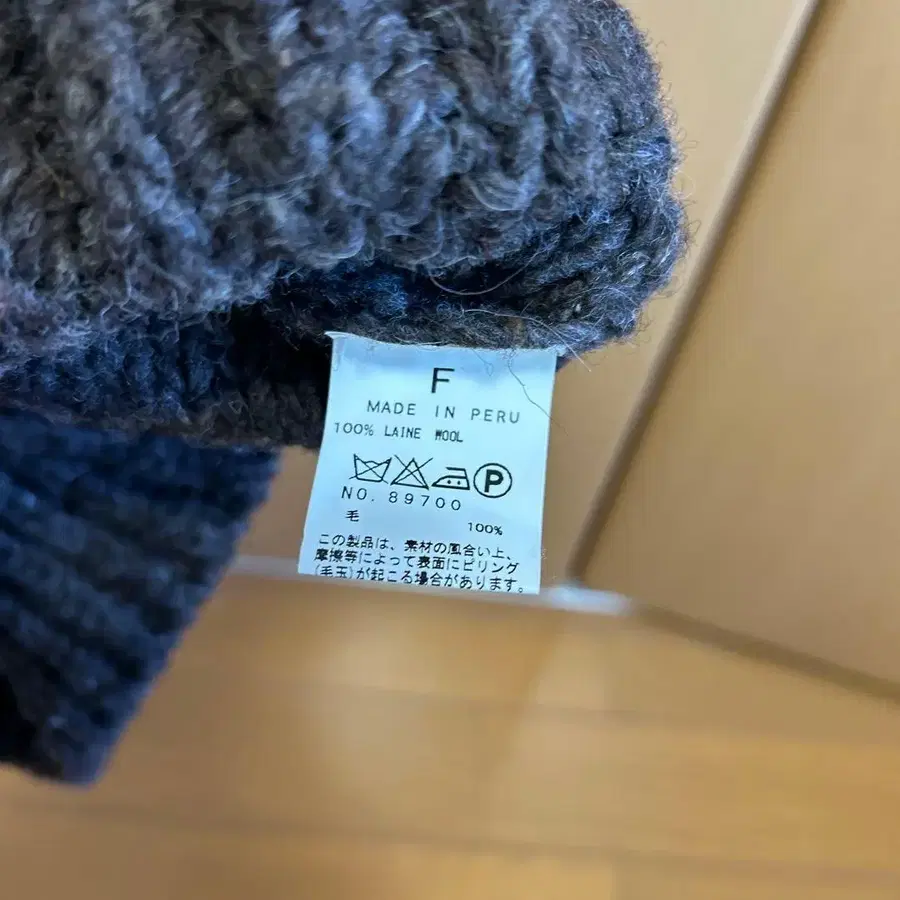 F
MADE IN PERU
100% LAINE WOOL
P
NO. 89700
毛 100%
この製品は、素材の風合い上、
摩擦等によって表面にピリング
(毛玉)が起こる場合があります。